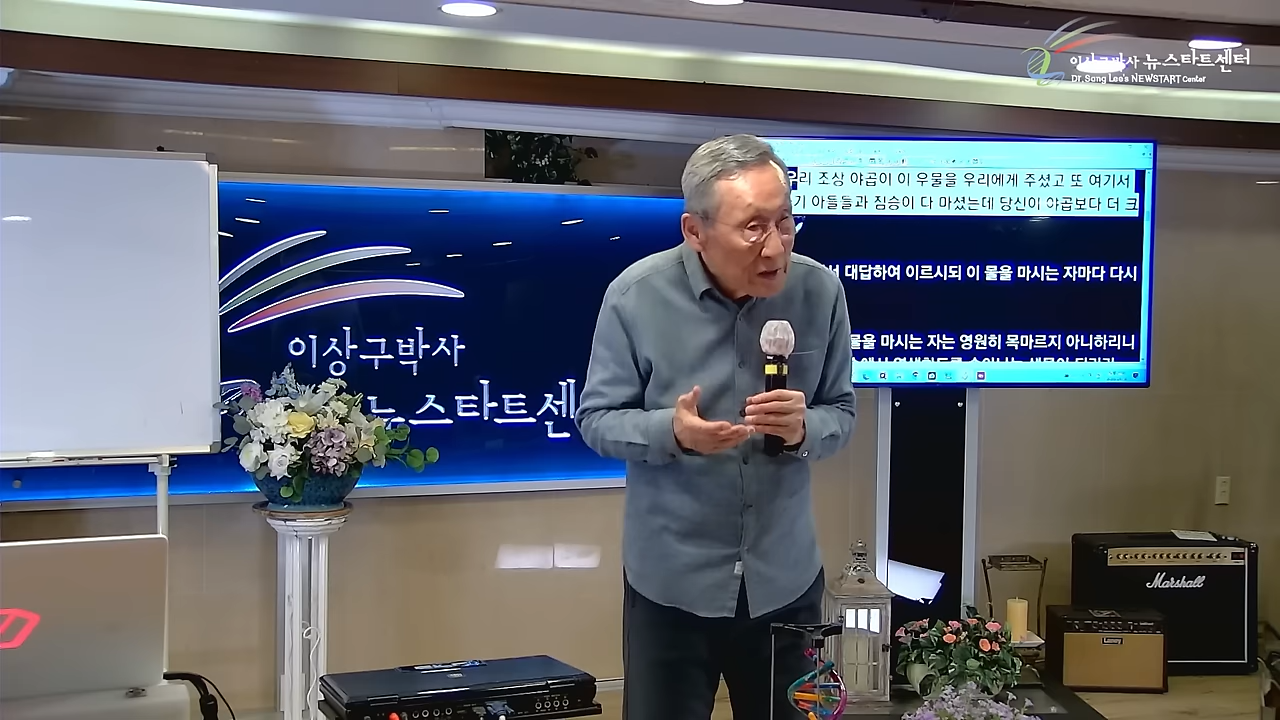 이상구박사 뉴스타트센터
Dr. Sang Lee's NEWSTART Center
우리 조상 야곱이 이 우물을 우리에게 주셨고 또 여기서
기 아들들과 짐승이 다 마셨는데 당신이 야곱보다 더 크
서 대답하여 이르시되 이 물을 마시는 자마다 다시
물을 마시는 자는 영원히 목마르지 아니하리니
이상구박사
뉴스타트센
Marshall
Laney